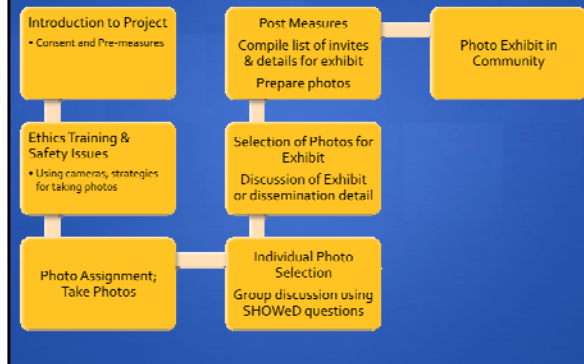 Introduction to Project
• Consent and Pre-measures
Ethics Training &
Safety Issues
• Using cameras, strategies
for taking photos
Photo Assignment;
Take Photos
Individual Photo
Selection
Group discussion using
SHOWeD questions
Selection of Photos for
Exhibit
Discussion of Exhibit
or dissemination detail
Post Measures
Compile list of invites
& details for exhibit
Prepare photos
Photo Exhibit in
Community